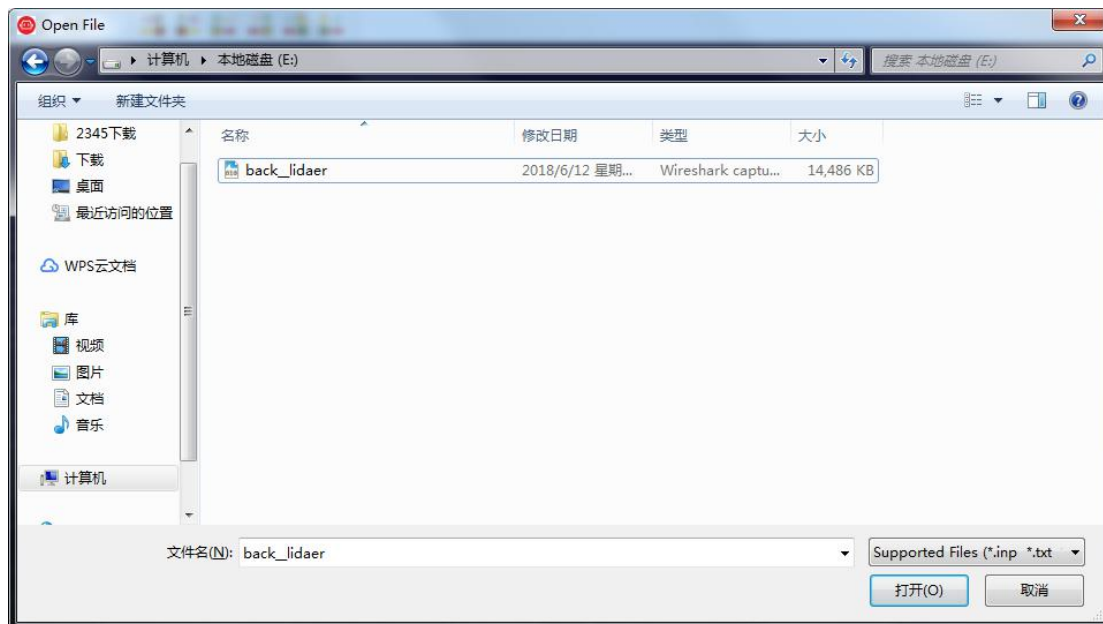 Open File
计算机 ▸ 本地磁盘 (E:)
搜索 本地磁盘 (E:)
组织 新建文件夹
名称 修改日期 类型 大小
back_lidaer 2018/6/12 星期... Wireshark captu... 14,486 KB
2345下载
下载
桌面
最近访问的位置
WPS云文档
库
视频
图片
文档
音乐
计算机
文件名(N): back_lidaer
Supported Files (*.inp *.txt
打开(O) 取消